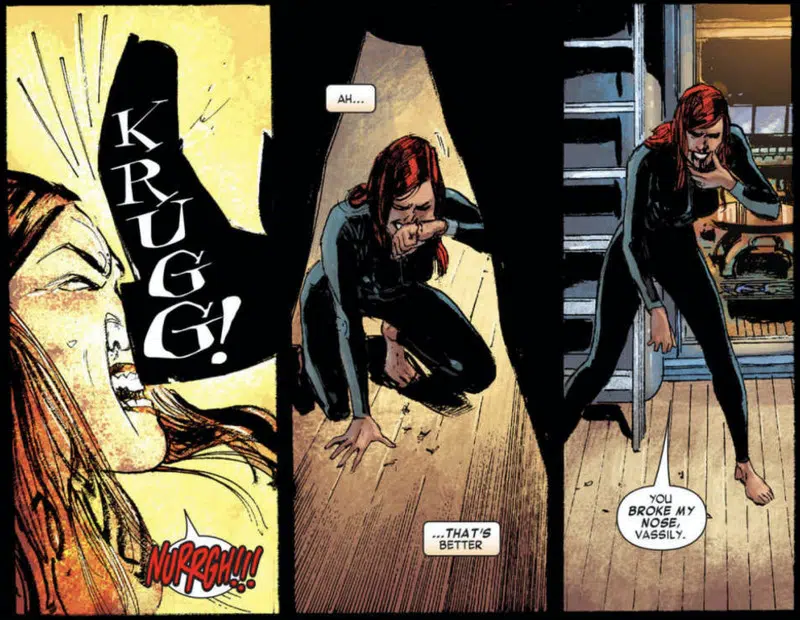 KRUGG!
NURRGH!!!
AH...
...THAT'S
BETTER
YOU
BROKE MY
NOSE,
VASSILY.